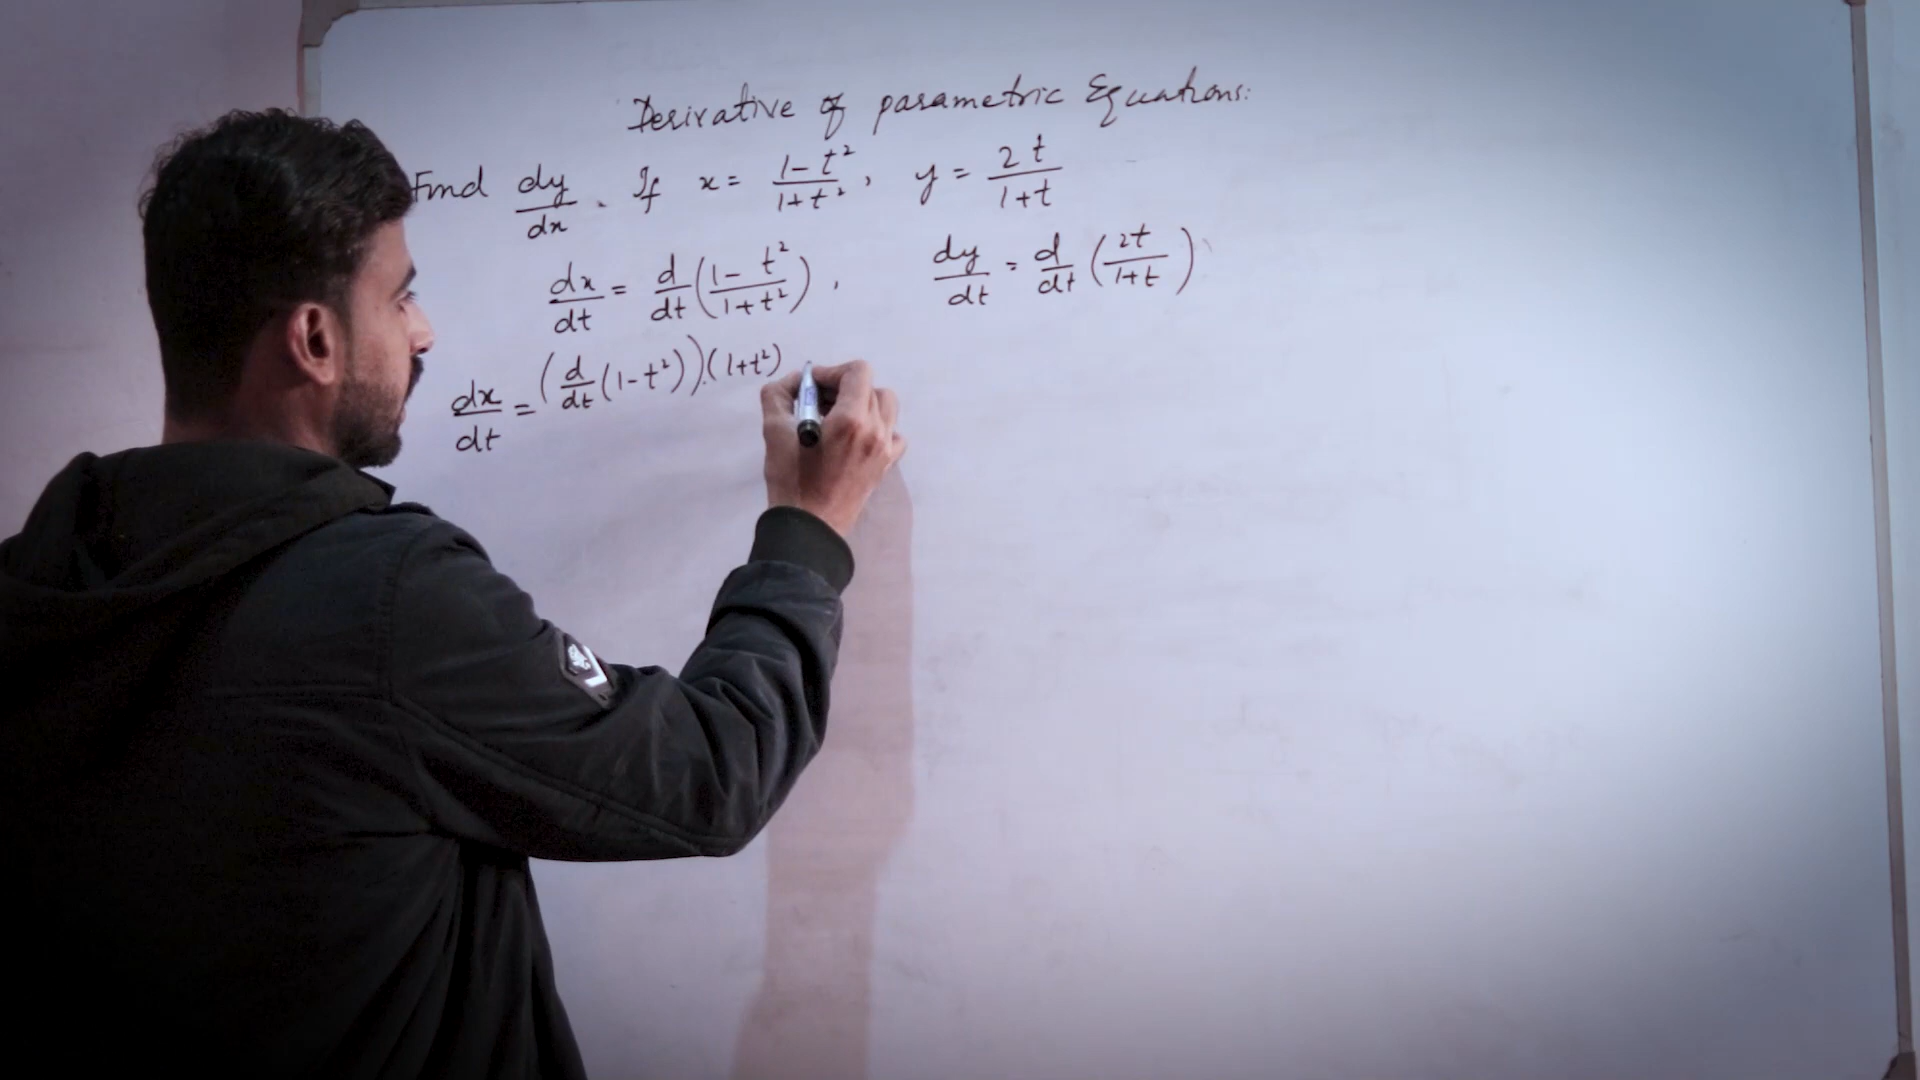 Derivative of parametric Equations:
Find dy/dx. If x = (1-t²)/(1+t²), y = 2t/(1+t)
dx/dt = d/dt((1-t²)/(1+t²)), dy/dt = d/dt(2t/(1+t))
dx/dt = (d/dt(1-t²)).(1+t²)